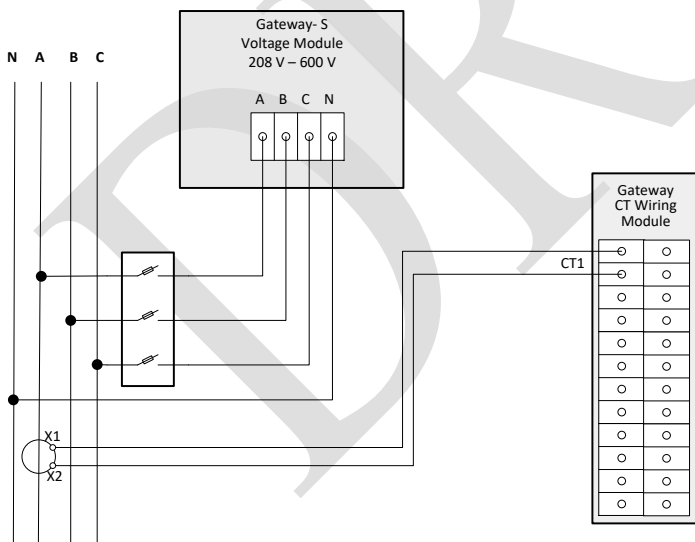 Gateway- S
Voltage Module
208 V – 600 V
N A B C
A B C N
Gateway
CT Wiring
Module
CT1
X1
X2